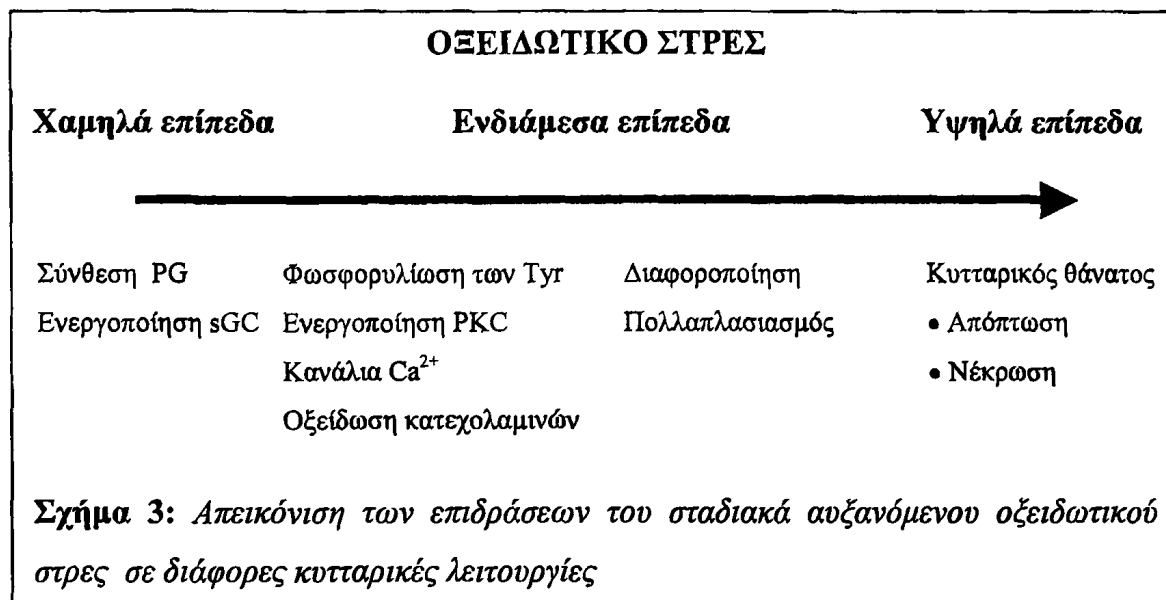 ΟΞΕΙΔΩΤΙΚΟ ΣΤΡΕΣ
Χαμηλά επίπεδα Ενδιάμεσα επίπεδα Υψηλά επίπεδα
Σύνθεση PG Φωσφορυλίωση των Tyr Διαφοροποίηση Κυτταρικός θάνατος
Ενεργοποίηση sGC Ενεργοποίηση PKC Πολλαπλασιασμός • Απόπτωση
Κανάλια Ca²⁺ • Νέκρωση
Οξείδωση κατεχολαμινών
Σχήμα 3: Απεικόνιση των επιδράσεων του σταδιακά αυξανόμενου οξειδωτικού
στρες σε διάφορες κυτταρικές λειτουργίες